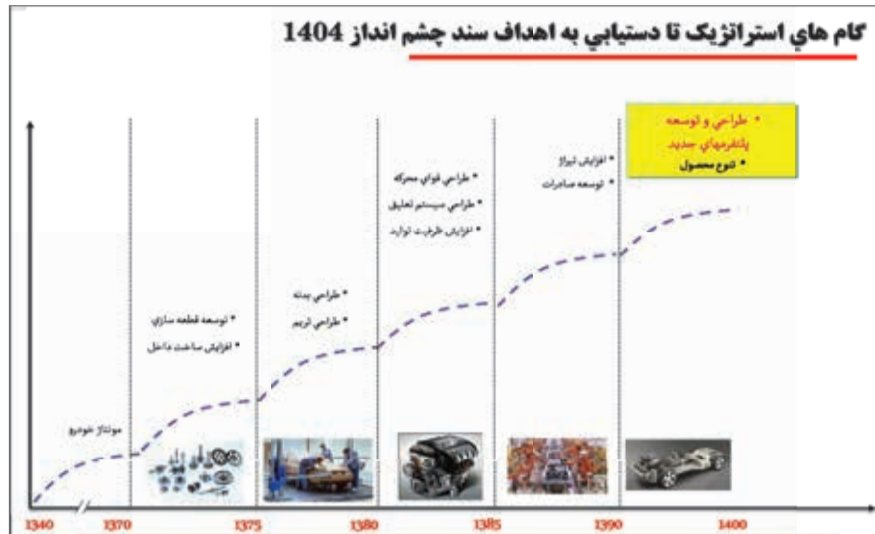 گام هاي استراتژيک تا دستيابي به اهداف سند چشم انداز 1404
• طراحي و توسعه
پلتفرمهاي جديد
• تنوع محصول
• افزايش تيراژ
• توسعه صادرات
• طراحي قواي محركه
• طراحي سيستم تعليق
• افزايش ظرفيت توليد
• طراحي بدنه
• طراحي تريم
• توسعه قطعه سازي
• افزايش ساخت داخل
مونتاژ خودرو
1340 1370 1375 1380 1385 1390 1400